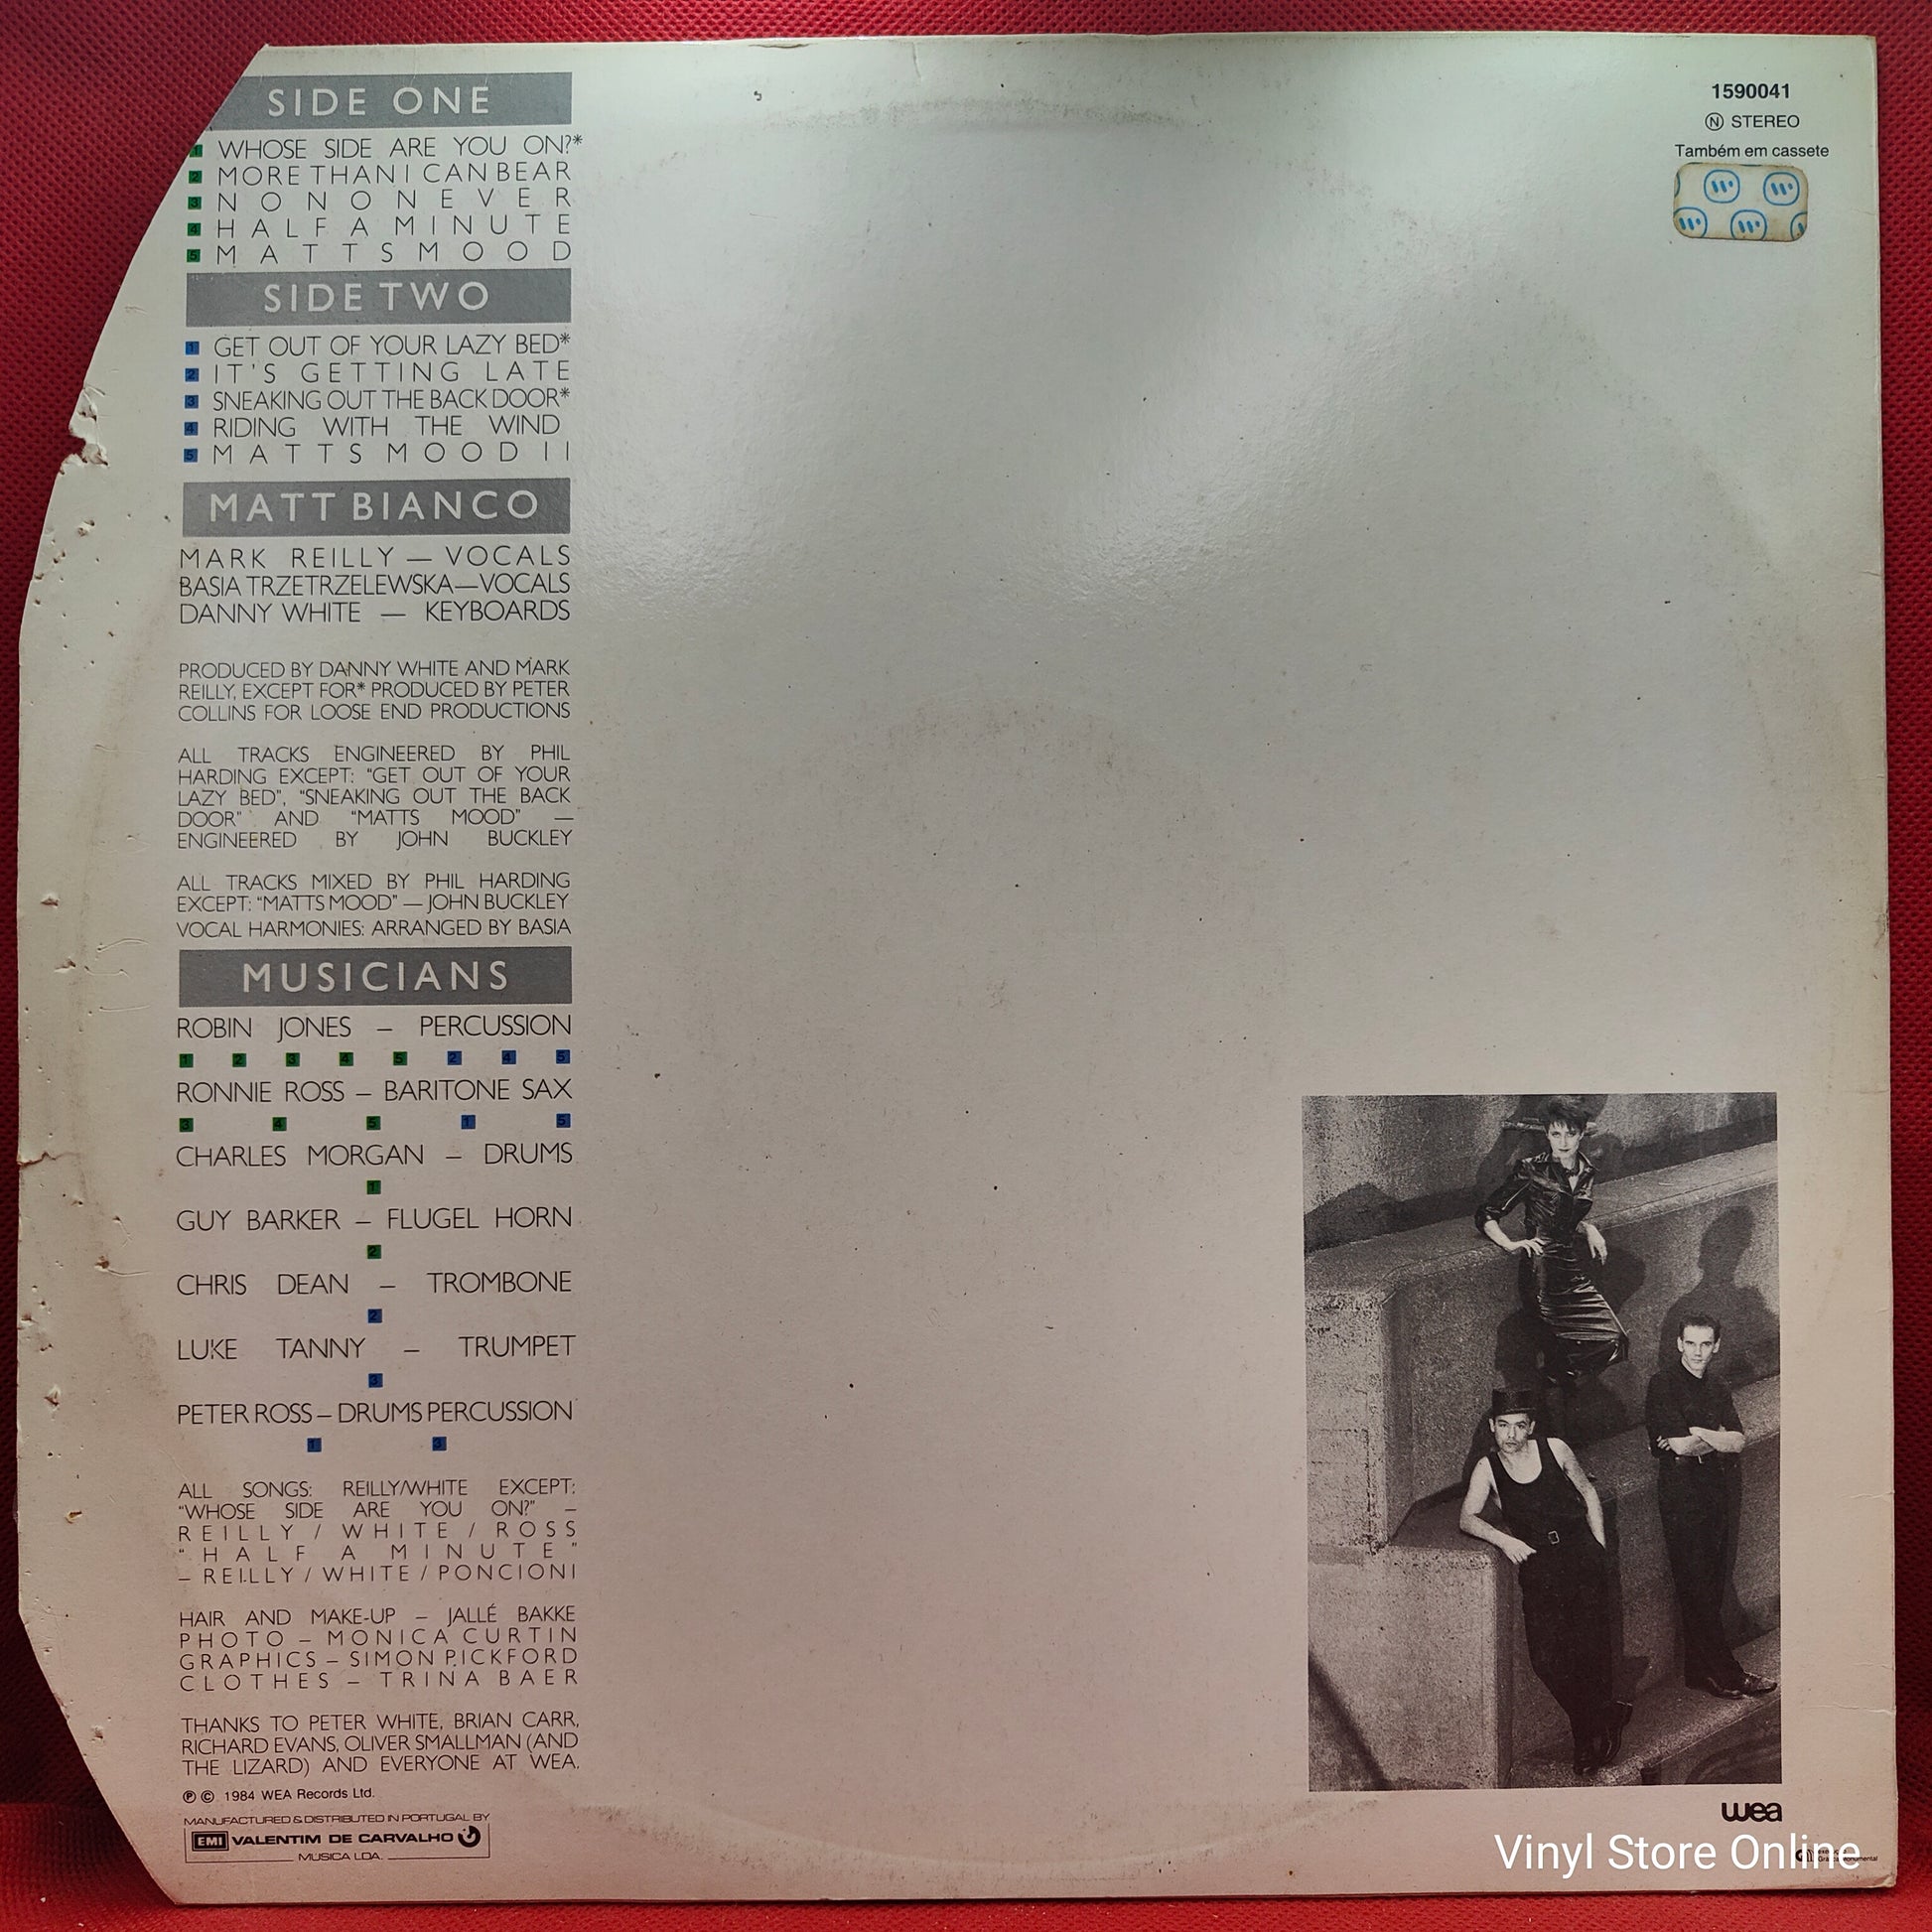 SIDE ONE
1 WHOSE SIDE ARE YOU ON?*
2 MORE THAN I CAN BEAR
3 NO NO NEVER
4 HALF A MINUTE
5 MATTS MOOD
SIDE TWO
1 GET OUT OF YOUR LAZY BED*
2 IT'S GETTING LATE
3 SNEAKING OUT THE BACK DOOR*
4 RIDING WITH THE WIND
5 MATTS MOOD II
MATT BIANCO
MARK REILLY — VOCALS
BASIA TRZETRZELEWSKA — VOCALS
DANNY WHITE — KEYBOARDS
PRODUCED BY DANNY WHITE AND MARK
REILLY, EXCEPT FOR* PRODUCED BY PETER
COLLINS FOR LOOSE END PRODUCTIONS
ALL TRACKS ENGINEERED BY PHIL
HARDING EXCEPT: "GET OUT OF YOUR
LAZY BED", "SNEAKING OUT THE BACK
DOOR" AND "MATTS MOOD" —
ENGINEERED BY JOHN BUCKLEY
ALL TRACKS MIXED BY PHIL HARDING
EXCEPT: "MATTS MOOD" — JOHN BUCKLEY
VOCAL HARMONIES: ARRANGED BY BASIA
MUSICIANS
ROBIN JONES – PERCUSSION
1 2 3 4 5 2 4 5
RONNIE ROSS – BARITONE SAX
3 4 5 1 5
CHARLES MORGAN – DRUMS
1
GUY BARKER – FLUGEL HORN
2
CHRIS DEAN – TROMBONE
2
LUKE TANNY – TRUMPET
3
PETER ROSS – DRUMS PERCUSSION
1 3
ALL SONGS: REILLY/WHITE EXCEPT:
"WHOSE SIDE ARE YOU ON?" –
REILLY / WHITE / ROSS
"HALF A MINUTE"
– REILLY / WHITE / PONCIONI
HAIR AND MAKE-UP – JALLÉ BAKKE
PHOTO – MONICA CURTIN
GRAPHICS – SIMON PICKFORD
CLOTHES – TRINA BAER
THANKS TO PETER WHITE, BRIAN CARR,
RICHARD EVANS, OLIVER SMALLMAN (AND
THE LIZARD) AND EVERYONE AT WEA.
℗ © 1984 WEA Records Ltd.
MANUFACTURED & DISTRIBUTED IN PORTUGAL BY
EMI VALENTIM DE CARVALHO
MUSICA LDA.
1590041
Ⓝ STEREO
Também em cassete
wea
Vinyl Store Online